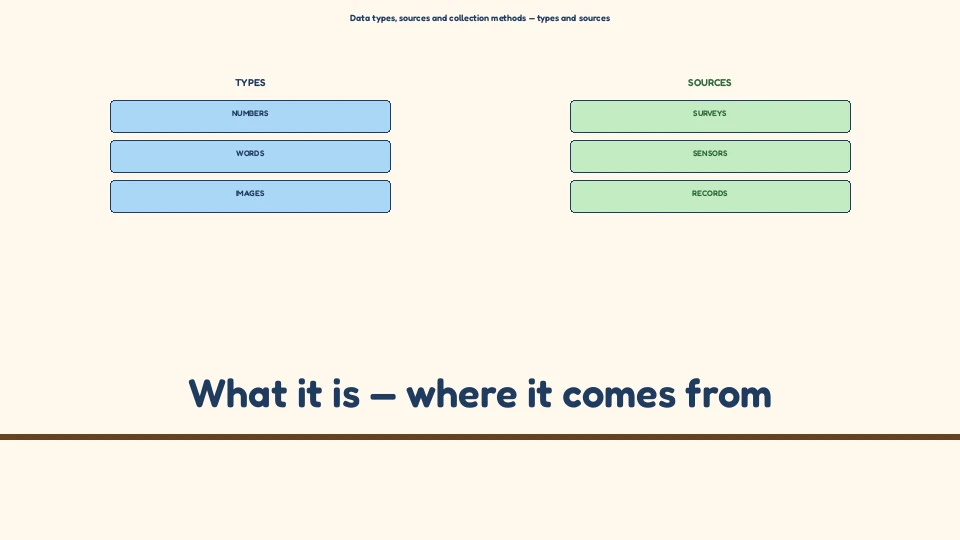 Data types, sources and collection methods — types and sources
TYPES
NUMBERS
WORDS
IMAGES
SOURCES
SURVEYS
SENSORS
RECORDS
What it is — where it comes from